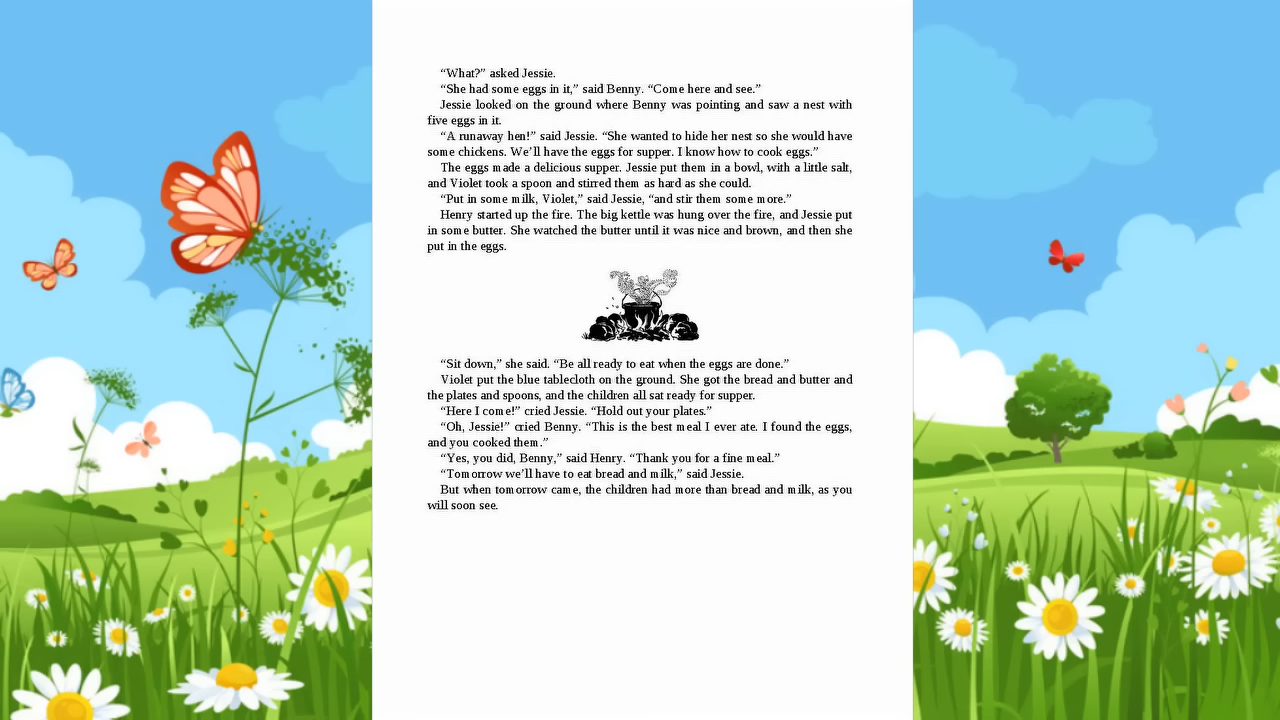 “What?” asked Jessie.
“She had some eggs in it,” said Benny. “Come here and see.”
Jessie looked on the ground where Benny was pointing and saw a nest with
five eggs in it.
“A runaway hen!” said Jessie. “She wanted to hide her nest so she would have
some chickens. We’ll have the eggs for supper. I know how to cook eggs.”
The eggs made a delicious supper. Jessie put them in a bowl, with a little salt,
and Violet took a spoon and stirred them as hard as she could.
“Put in some milk, Violet,” said Jessie, “and stir them some more.”
Henry started up the fire. The big kettle was hung over the fire, and Jessie put
in some butter. She watched the butter until it was nice and brown, and then she
put in the eggs.
“Sit down,” she said. “Be all ready to eat when the eggs are done.”
Violet put the blue tablecloth on the ground. She got the bread and butter and
the plates and spoons, and the children all sat ready for supper.
“Here I come!” cried Jessie. “Hold out your plates.”
“Oh, Jessie!” cried Benny. “This is the best meal I ever ate. I found the eggs,
and you cooked them.”
“Yes, you did, Benny,” said Henry. “Thank you for a fine meal.”
“Tomorrow we’ll have to eat bread and milk,” said Jessie.
But when tomorrow came, the children had more than bread and milk, as you
will soon see.